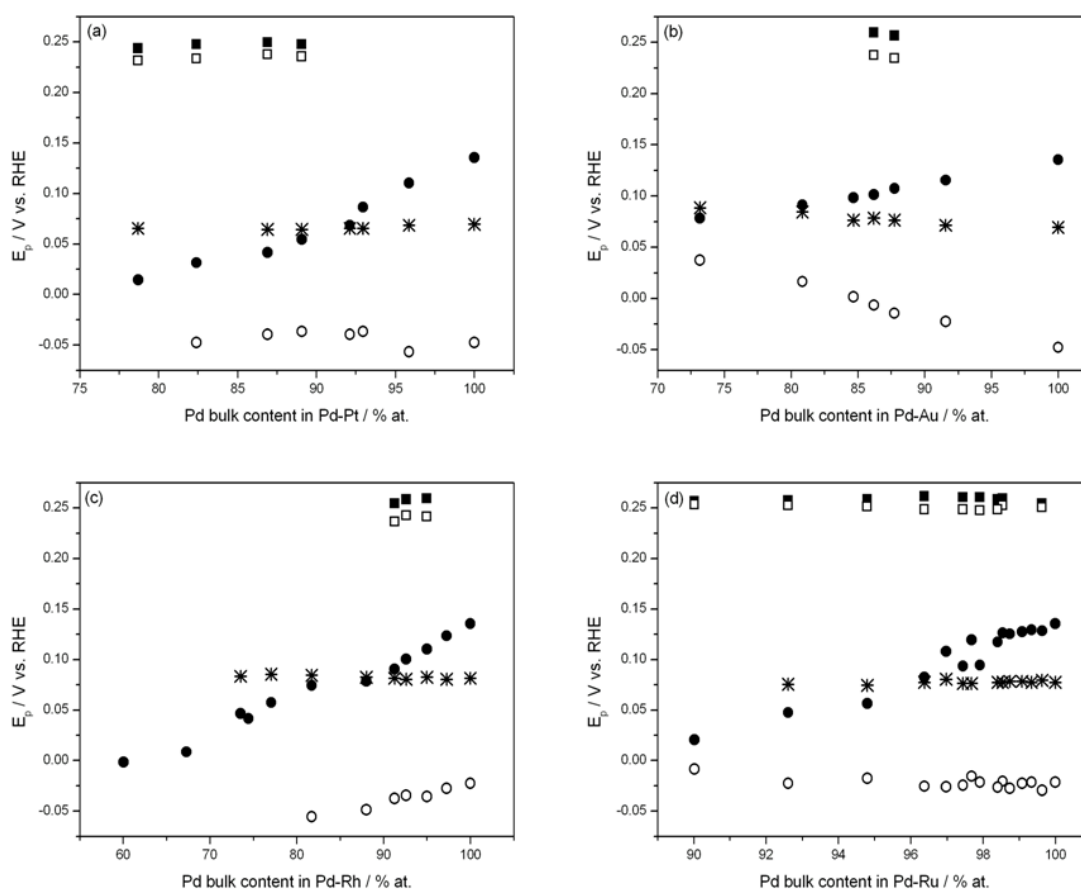 (a)
0.25
0.20
0.15
0.10
0.05
0.00
-0.05
E_p / V vs. RHE
75 80 85 90 95 100
Pd bulk content in Pd-Pt / % at.
(b)
0.25
0.20
0.15
0.10
0.05
0.00
-0.05
E_p / V vs. RHE
70 75 80 85 90 95 100
Pd bulk content in Pd-Au / % at.
(c)
0.25
0.20
0.15
0.10
0.05
0.00
-0.05
E_p / V vs. RHE
60 70 80 90 100
Pd bulk content in Pd-Rh / % at.
(d)
0.25
0.20
0.15
0.10
0.05
0.00
-0.05
E_p / V vs. RHE
90 92 94 96 98 100
Pd bulk content in Pd-Ru / % at.